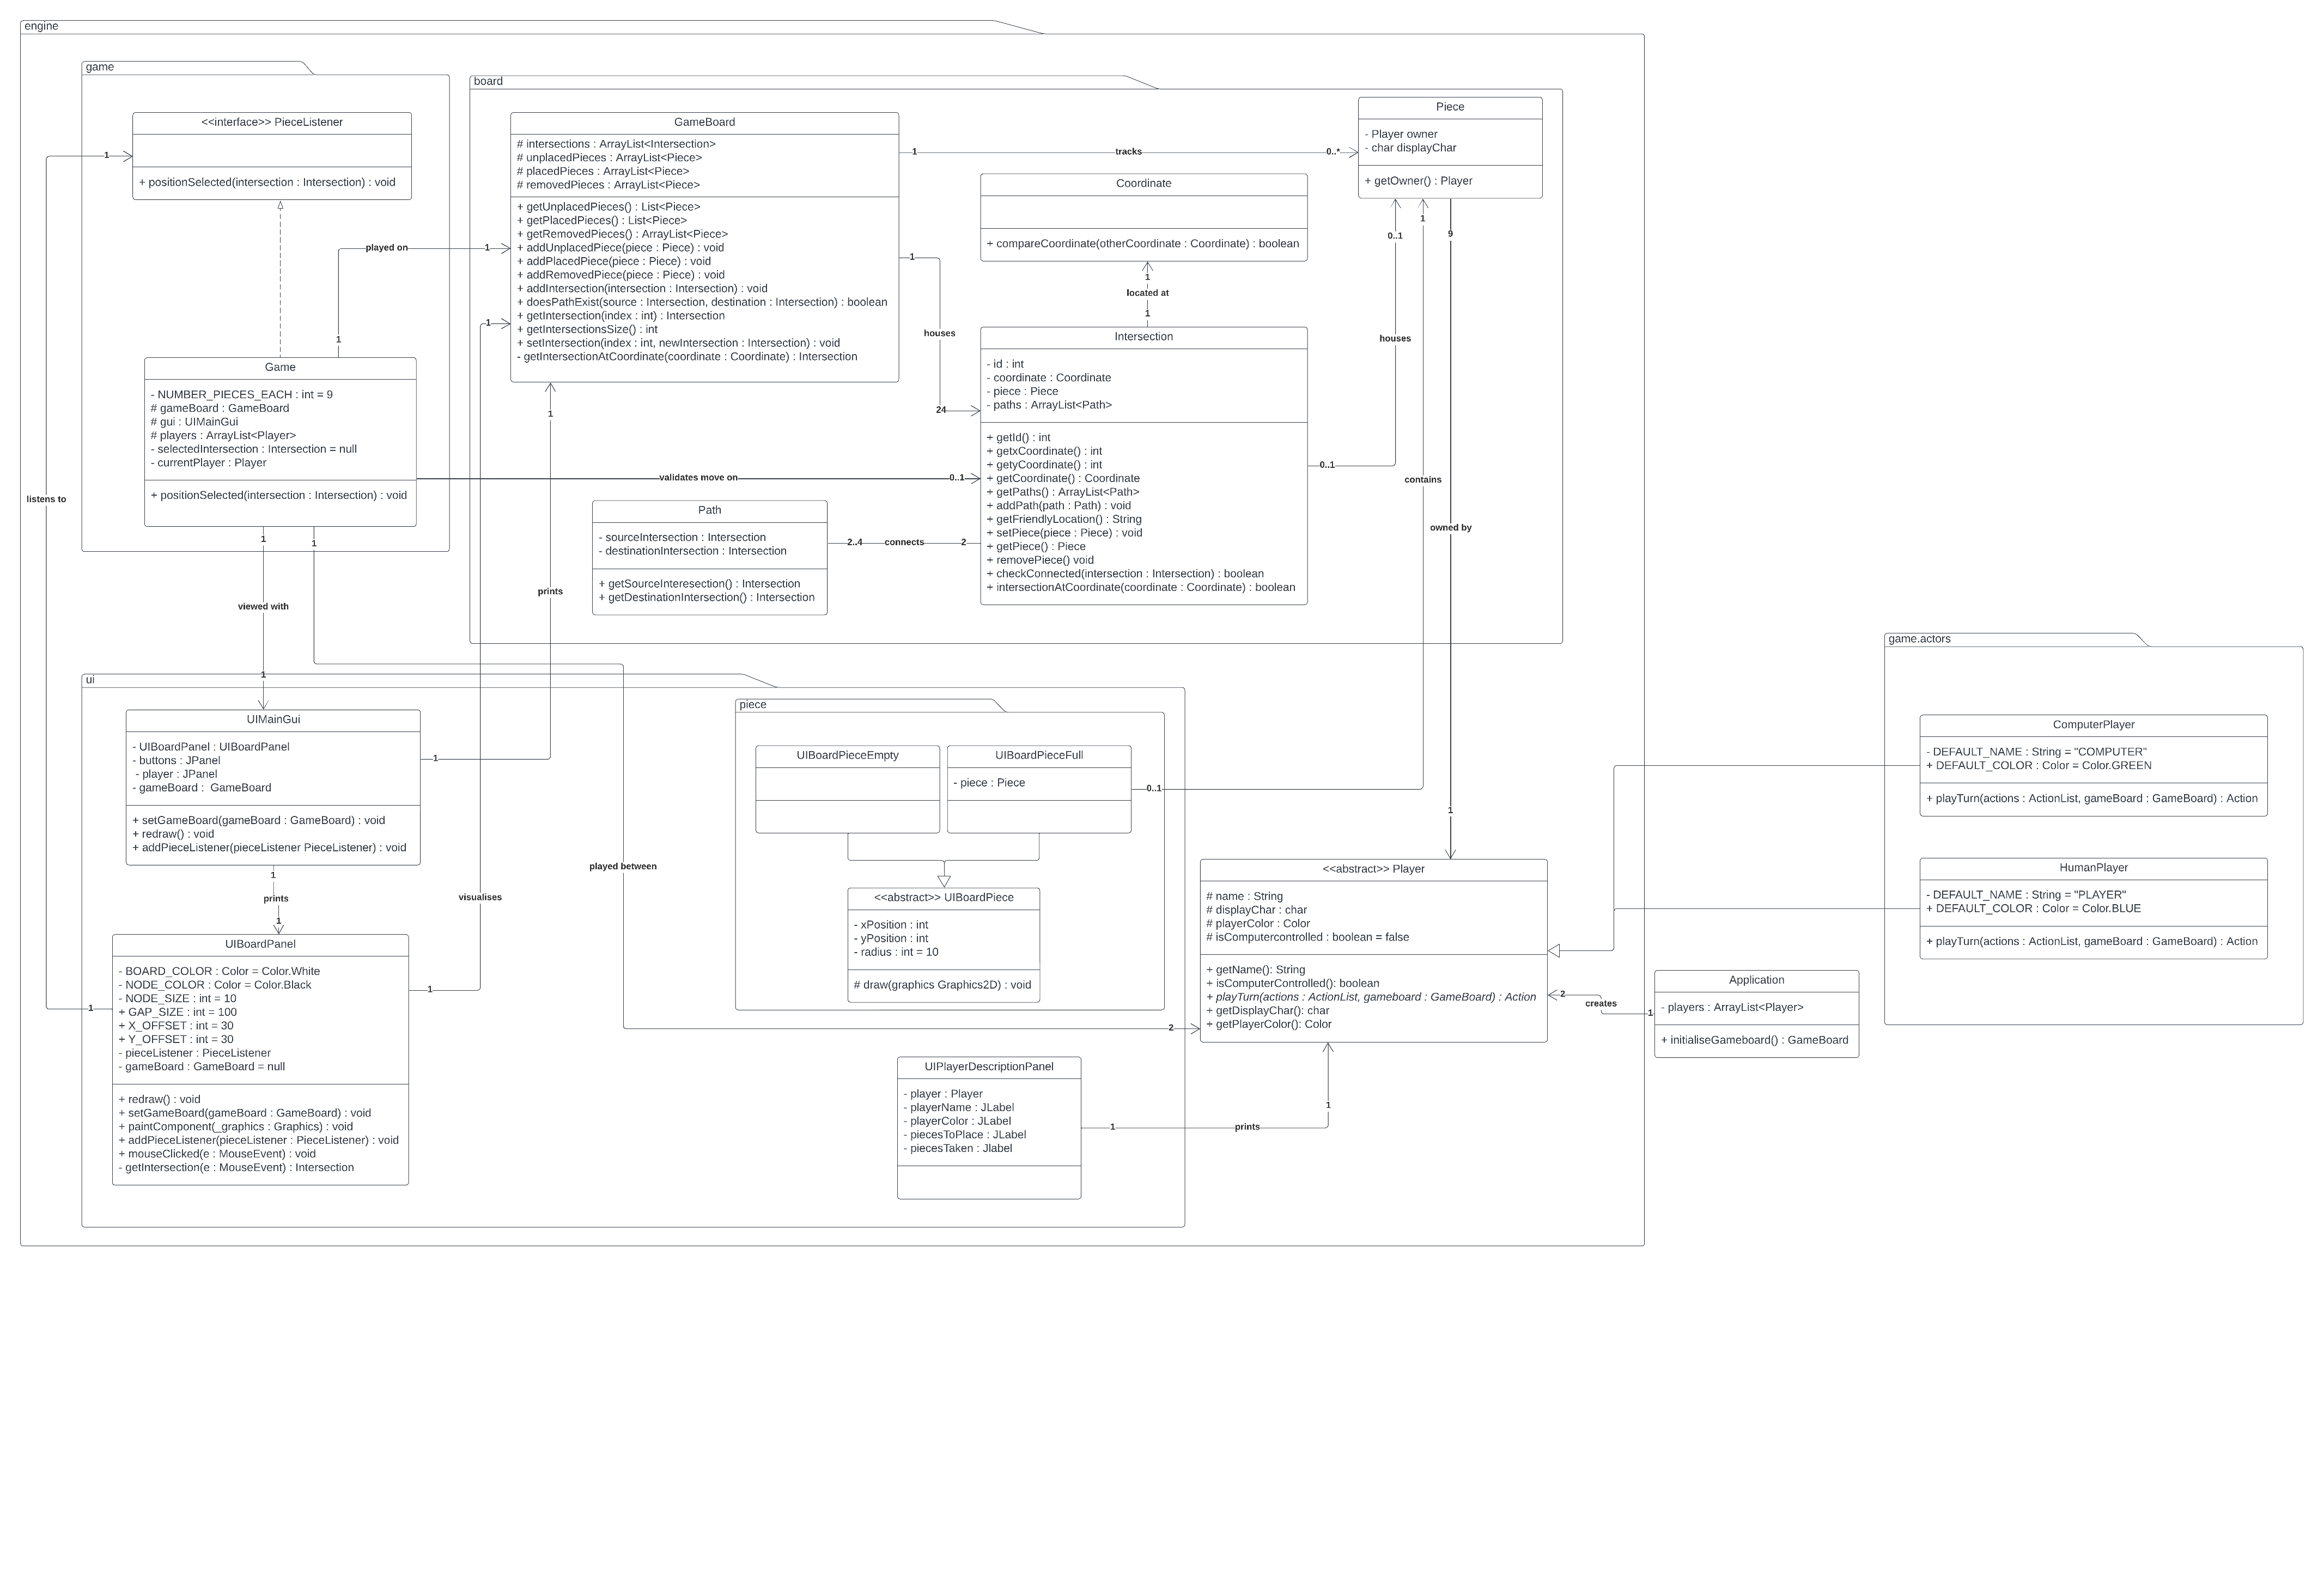 engine
game
<<interface>> PieceListener
+ positionSelected(intersection : Intersection) : void
1
played on
1
1
Game
- NUMBER_PIECES_EACH : int = 9
# gameBoard : GameBoard
# gui : UIMainGui
# players : ArrayList<Player>
- selectedIntersection : Intersection = null
- currentPlayer : Player
+ positionSelected(intersection : Intersection) : void
listens to
1
1
viewed with
1
board
GameBoard
# intersections : ArrayList<Intersection>
# unplacedPieces : ArrayList<Piece>
# placedPieces : ArrayList<Piece>
# removedPieces : ArrayList<Piece>
+ getUnplacedPieces() : List<Piece>
+ getPlacedPieces() : List<Piece>
+ getRemovedPieces() : ArrayList<Piece>
+ addUnplacedPiece(piece : Piece) : void
+ addPlacedPiece(piece : Piece) : void
+ addRemovedPiece(piece : Piece) : void
+ addIntersection(intersection : Intersection) : void
+ doesPathExist(source : Intersection, destination : Intersection) : boolean
+ getIntersection(index : int) : Intersection
+ getIntersectionsSize() : int
+ setIntersection(index : int, newIntersection : Intersection) : void
- getIntersectionAtCoordinate(coordinate : Coordinate) : Intersection
1
tracks
0..*
Piece
- Player owner
- char displayChar
+ getOwner() : Player
Coordinate
+ compareCoordinate(otherCoordinate : Coordinate) : boolean
1
located at
1
1
houses
24
Intersection
- id : int
- coordinate : Coordinate
- piece : Piece
- paths : ArrayList<Path>
+ getId() : int
+ getxCoordinate() : int
+ getyCoordinate() : int
+ getCoordinate() : Coordinate
+ getPaths() : ArrayList<Path>
+ addPath(path : Path) : void
+ getFriendlyLocation() : String
+ setPiece(piece : Piece) : void
+ getPiece() : Piece
+ removePiece() void
+ checkConnected(intersection : Intersection) : boolean
+ intersectionAtCoordinate(coordinate : Coordinate) : boolean
0..1
houses
0..1
1
contains
9
owned by
1
validates move on
0..1
Path
- sourceIntersection : Intersection
- destinationIntersection : Intersection
+ getSourceInteresection() : Intersection
+ getDestinationIntersection() : Intersection
2..4
connects
2
1
1
prints
ui
UIMainGui
- UIBoardPanel : UIBoardPanel
- buttons : JPanel
- player : JPanel
- gameBoard :  GameBoard
+ setGameBoard(gameBoard : GameBoard) : void
+ redraw() : void
+ addPieceListener(pieceListener PieceListener) : void
1
1
prints
1
UIBoardPanel
- BOARD_COLOR : Color = Color.White
- NODE_COLOR : Color = Color.Black
- NODE_SIZE : int = 10
+ GAP_SIZE : int = 100
+ X_OFFSET : int = 30
+ Y_OFFSET : int = 30
- pieceListener : PieceListener
- gameBoard : GameBoard = null
+ redraw() : void
+ setGameBoard(gameBoard : GameBoard) : void
+ paintComponent(_graphics : Graphics) : void
+ addPieceListener(pieceListener : PieceListener) : void
+ mouseClicked(e : MouseEvent) : void
- getIntersection(e : MouseEvent) : Intersection
1
1
visualises
played between
2
piece
UIBoardPieceEmpty
UIBoardPieceFull
- piece : Piece
0..1
<<abstract>> UIBoardPiece
- xPosition : int
- yPosition : int
- radius : int = 10
# draw(graphics Graphics2D) : void
UIPlayerDescriptionPanel
- player : Player
- playerName : JLabel
- playerColor : JLabel
- piecesToPlace : JLabel
- piecesTaken : Jlabel
1
prints
1
<<abstract>> Player
# name : String
# displayChar : char
# playerColor : Color
# isComputercontrolled : boolean = false
+ getName(): String
+ isComputerControlled(): boolean
+ playTurn(actions : ActionList, gameboard : GameBoard) : Action
+ getDisplayChar(): char
+ getPlayerColor(): Color
2
creates
1
Application
- players : ArrayList<Player>
+ initialiseGameboard() : GameBoard
game.actors
ComputerPlayer
- DEFAULT_NAME : String = "COMPUTER"
+ DEFAULT_COLOR : Color = Color.GREEN
+ playTurn(actions : ActionList, gameBoard : GameBoard) : Action
HumanPlayer
- DEFAULT_NAME : String = "PLAYER"
+ DEFAULT_COLOR : Color = Color.BLUE
+ playTurn(actions : ActionList, gameBoard : GameBoard) : Action